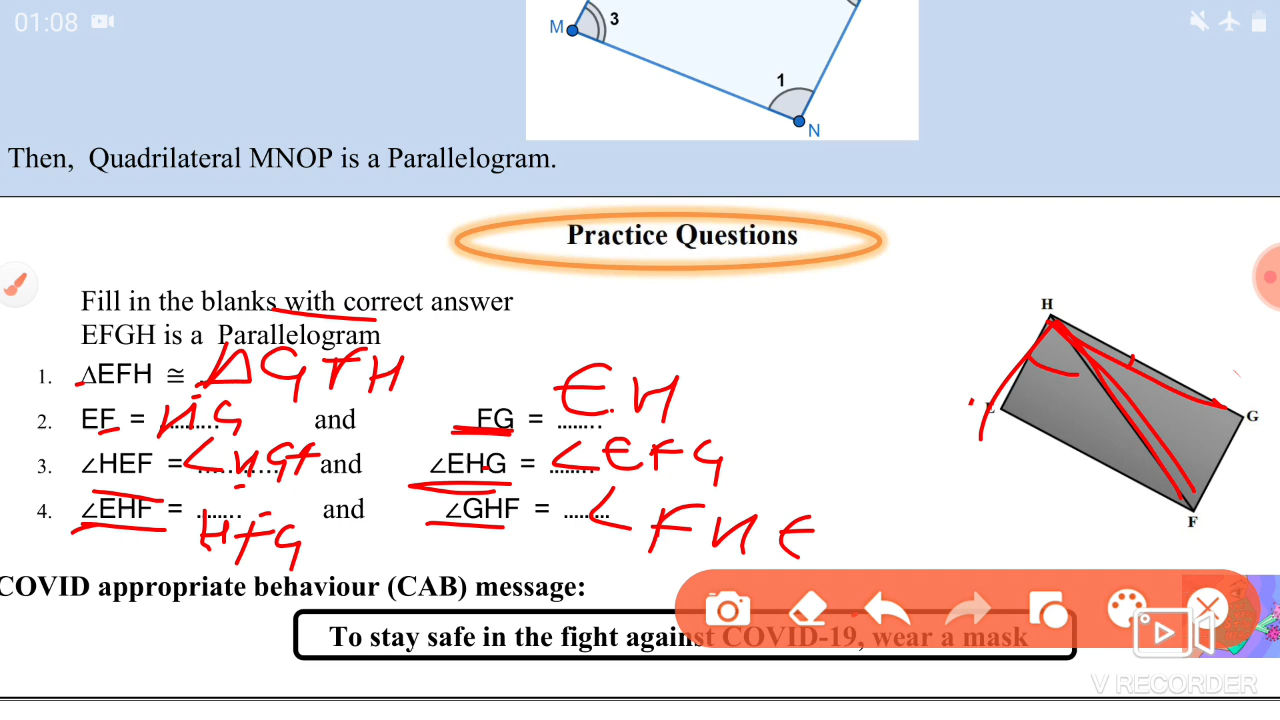 01:08
M 3
1
N
Then, Quadrilateral MNOP is a Parallelogram.
Practice Questions
Fill in the blanks with correct answer
EFGH is a Parallelogram
1. ΔEFH ≅ ΔGFH
2. EF = HG and FG = EH
3. ∠HEF = ∠HGF and ∠EHG = ∠EFG
4. ∠EHF = HFG and ∠GHF = ∠FHE
H
G
F
COVID appropriate behaviour (CAB) message:
To stay safe in the fight against COVID-19, wear a mask
V RECORDER